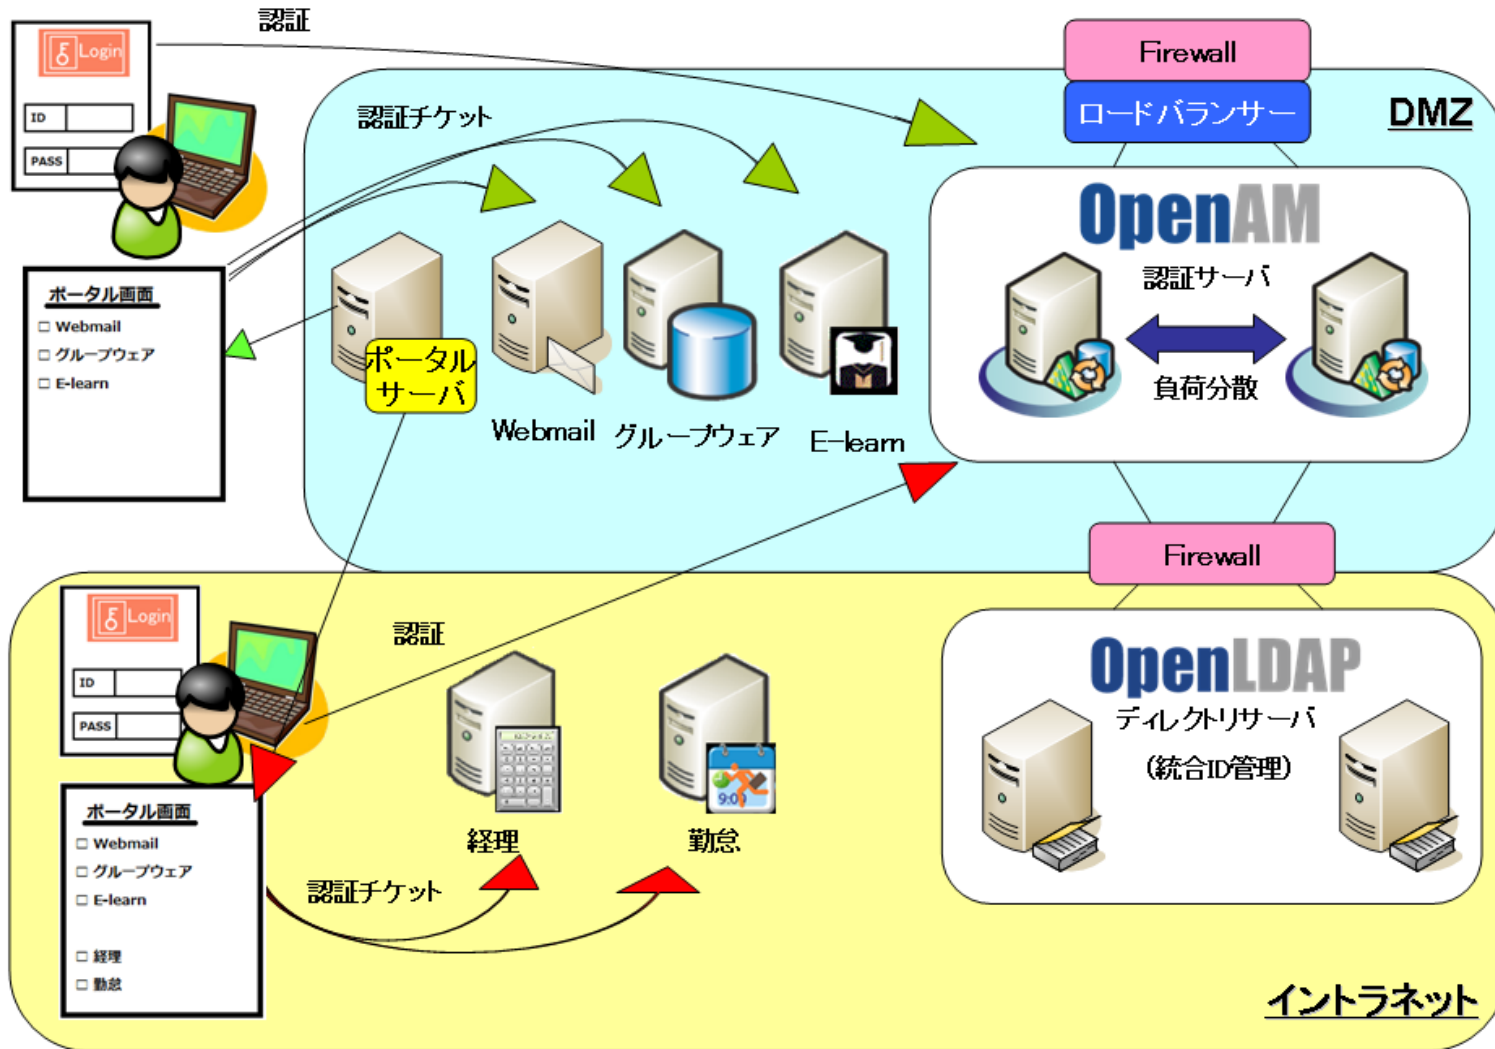 認証
Login
ID
PASS
Firewall
ロードバランサー
DMZ
認証チケット
OpenAM
認証サーバ
負荷分散
ポータル画面
□ Webmail
□ グループウェア
□ E-learn
ポータル
サーバ
Webmail
グループウェア
E-learn
Firewall
Login
ID
PASS
認証
OpenLDAP
ディレクトリサーバ
(統合ID管理)
9:00
経理
勤怠
ポータル画面
□ Webmail
□ グループウェア
□ E-learn
□ 経理
□ 勤怠
認証チケット
イントラネット